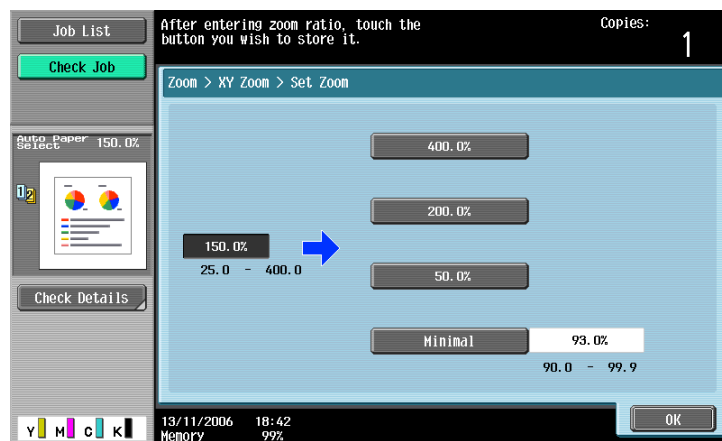 Job List
Check Job
After entering zoom ratio, touch the
button you wish to store it.
Copies:
1
Zoom > XY Zoom > Set Zoom
Auto Paper
Select
150.0%
1 2
Check Details
150.0%
25.0 - 400.0
400.0%
200.0%
50.0%
Minimal
93.0%
90.0 - 99.9
Y M C K
13/11/2006 18:42
Memory 99%
OK